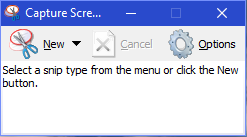 Capture Scre...
New Cancel Options
Select a snip type from the menu or click the New
button.